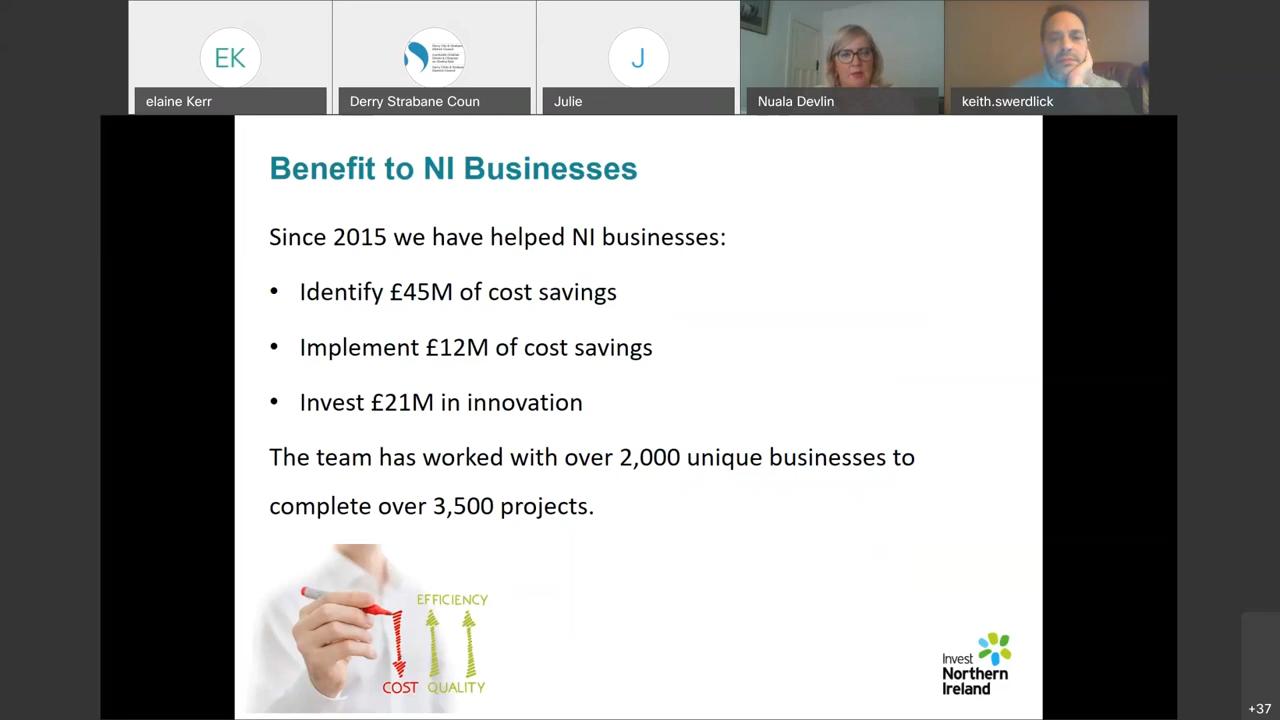 EK
J
elaine Kerr
Derry Strabane Coun
Julie
Nuala Devlin
keith.swerdlick
Benefit to NI Businesses
Since 2015 we have helped NI businesses:
• Identify £45M of cost savings
• Implement £12M of cost savings
• Invest £21M in innovation
The team has worked with over 2,000 unique businesses to
complete over 3,500 projects.
EFFICIENCY
COST QUALITY
Invest
Northern
Ireland
+37